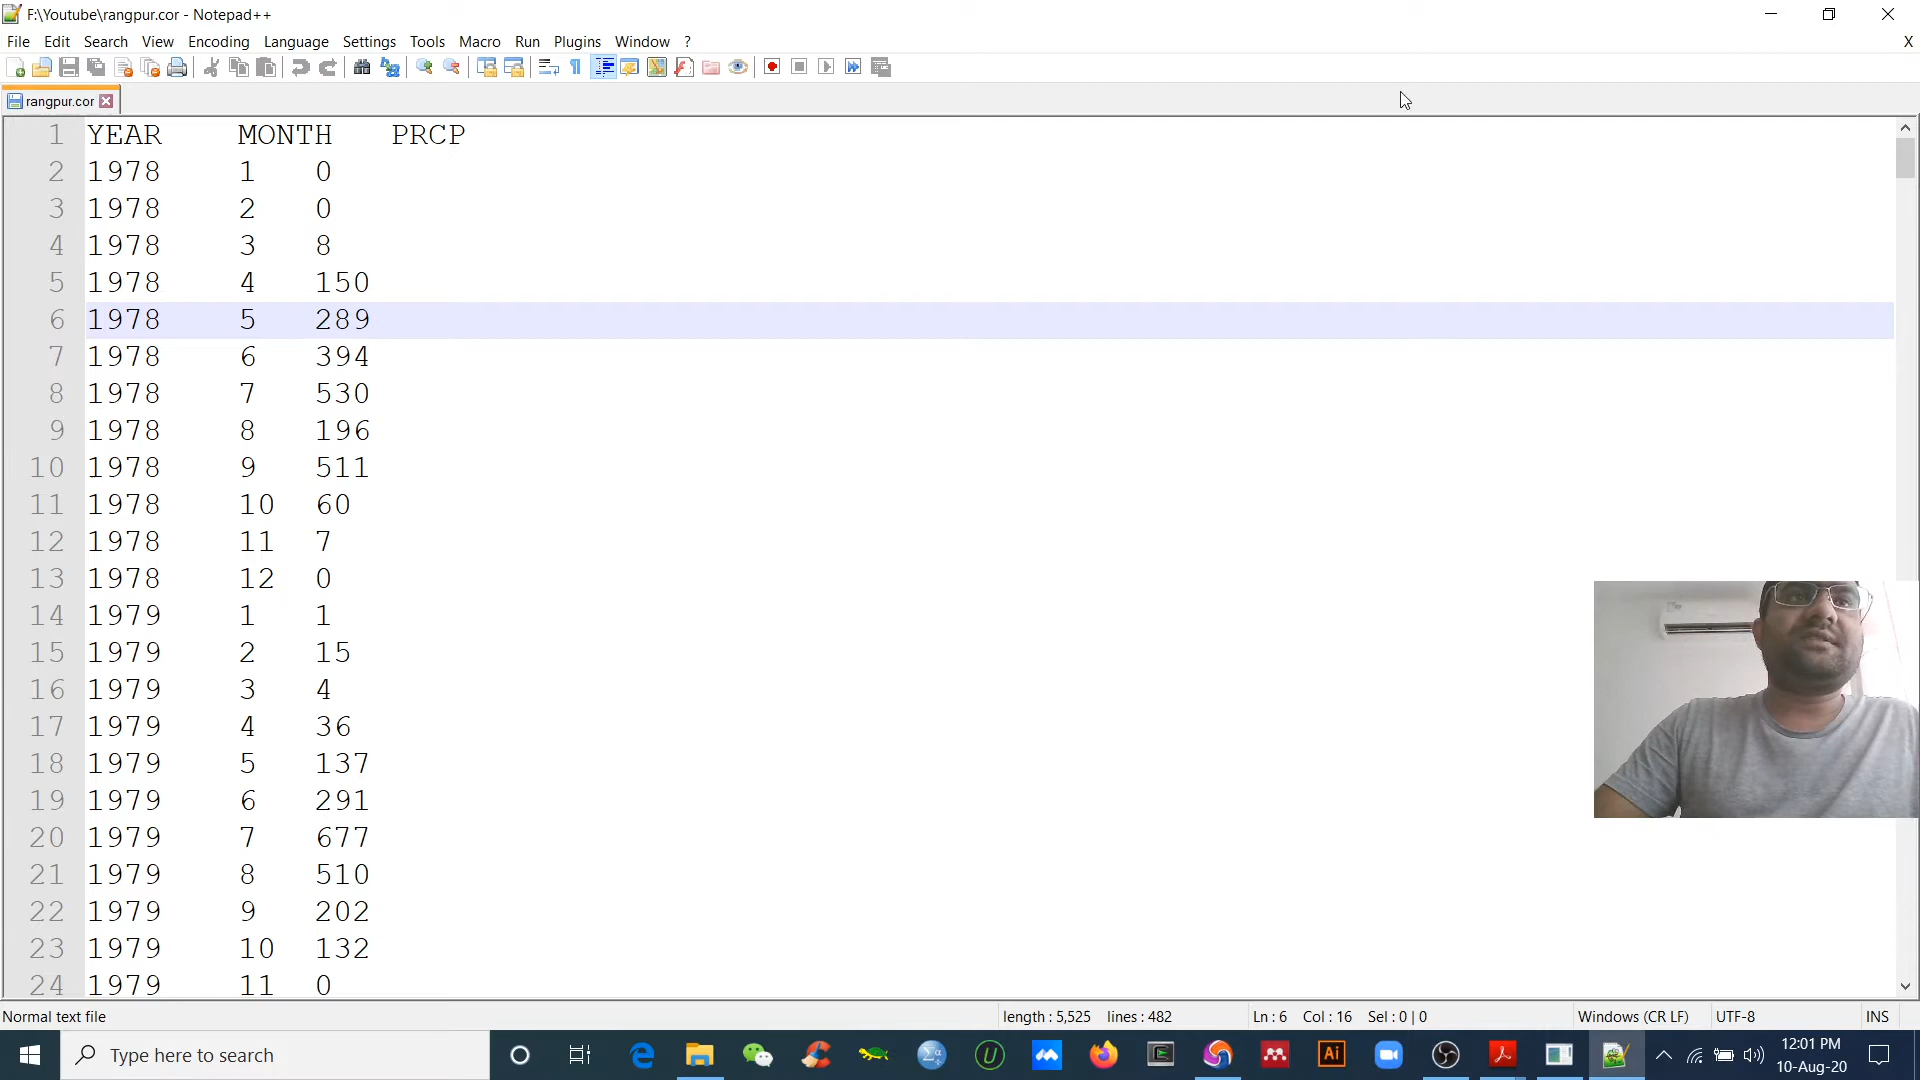 F:\Youtube\rangpur.cor - Notepad++
File Edit Search View Encoding Language Settings Tools Macro Run Plugins Window ? X
rangpur.cor
1 YEAR MONTH PRCP
2 1978 1 0
3 1978 2 0
4 1978 3 8
5 1978 4 150
6 1978 5 289
7 1978 6 394
8 1978 7 530
9 1978 8 196
10 1978 9 511
11 1978 10 60
12 1978 11 7
13 1978 12 0
14 1979 1 1
15 1979 2 15
16 1979 3 4
17 1979 4 36
18 1979 5 137
19 1979 6 291
20 1979 7 677
21 1979 8 510
22 1979 9 202
23 1979 10 132
24 1979 11 0
Normal text file length : 5,525 lines : 482 Ln : 6 Col : 16 Sel : 0 | 0 Windows (CR LF) UTF-8 INS
Type here to search
Ai
12:01 PM
10-Aug-20